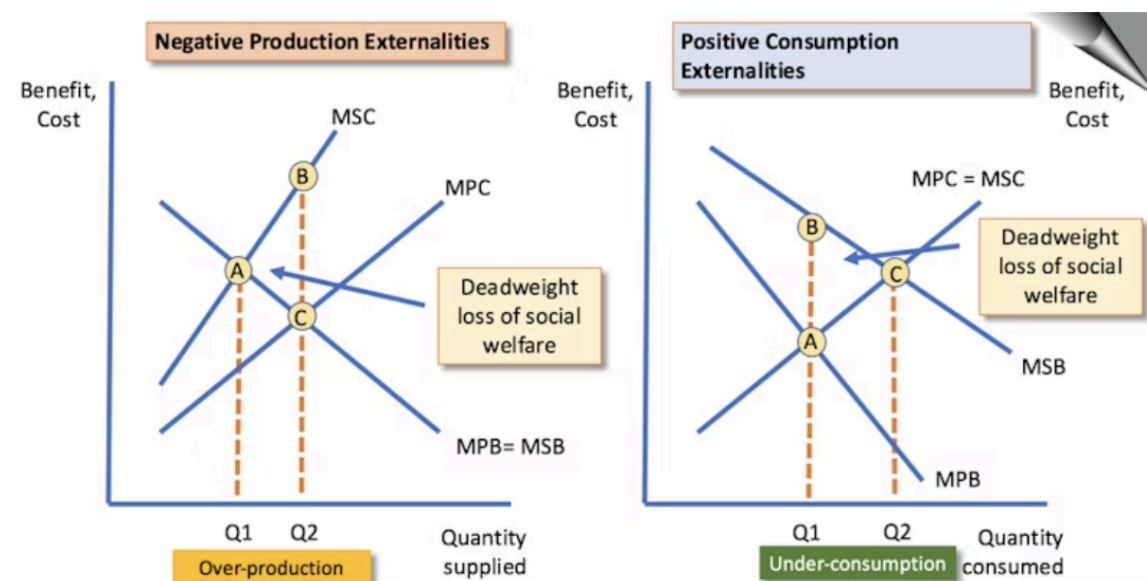 Negative Production Externalities
Benefit,
Cost
MSC
B
MPC
A
Deadweight
loss of social
welfare
C
MPB= MSB
Q1
Q2
Quantity
supplied
Over-production
Positive Consumption
Externalities
Benefit,
Cost
Benefit,
Cost
MPC = MSC
B
Deadweight
loss of social
welfare
C
A
MSB
MPB
Q1
Q2
Quantity
consumed
Under-consumption